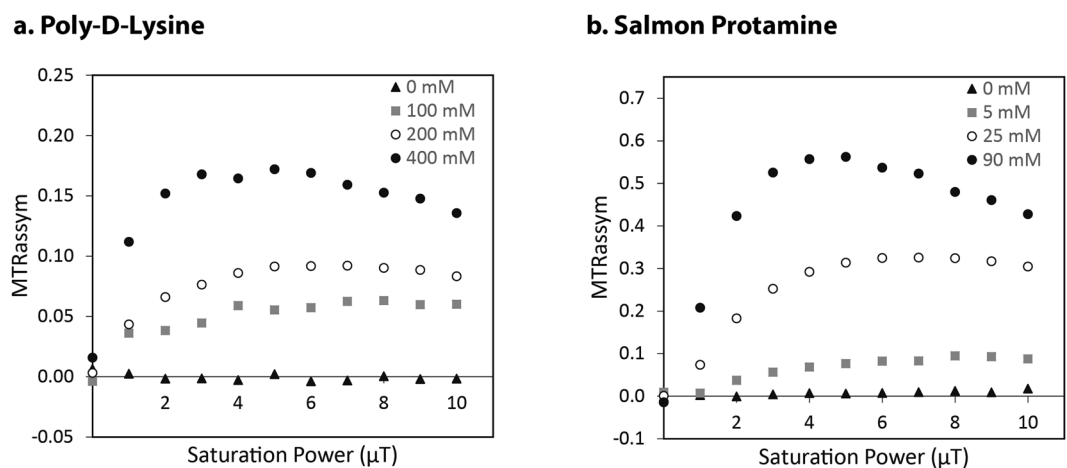 a. Poly-D-Lysine
0.25
0.20
0.15
0.10
0.05
0.00
-0.05
MTRassym
0 mM
100 mM
200 mM
400 mM
2 4 6 8 10
Saturation Power (µT)
b. Salmon Protamine
0.7
0.6
0.5
0.4
0.3
0.2
0.1
0.0
-0.1
MTRassym
0 mM
5 mM
25 mM
90 mM
2 4 6 8 10
Saturation Power (µT)